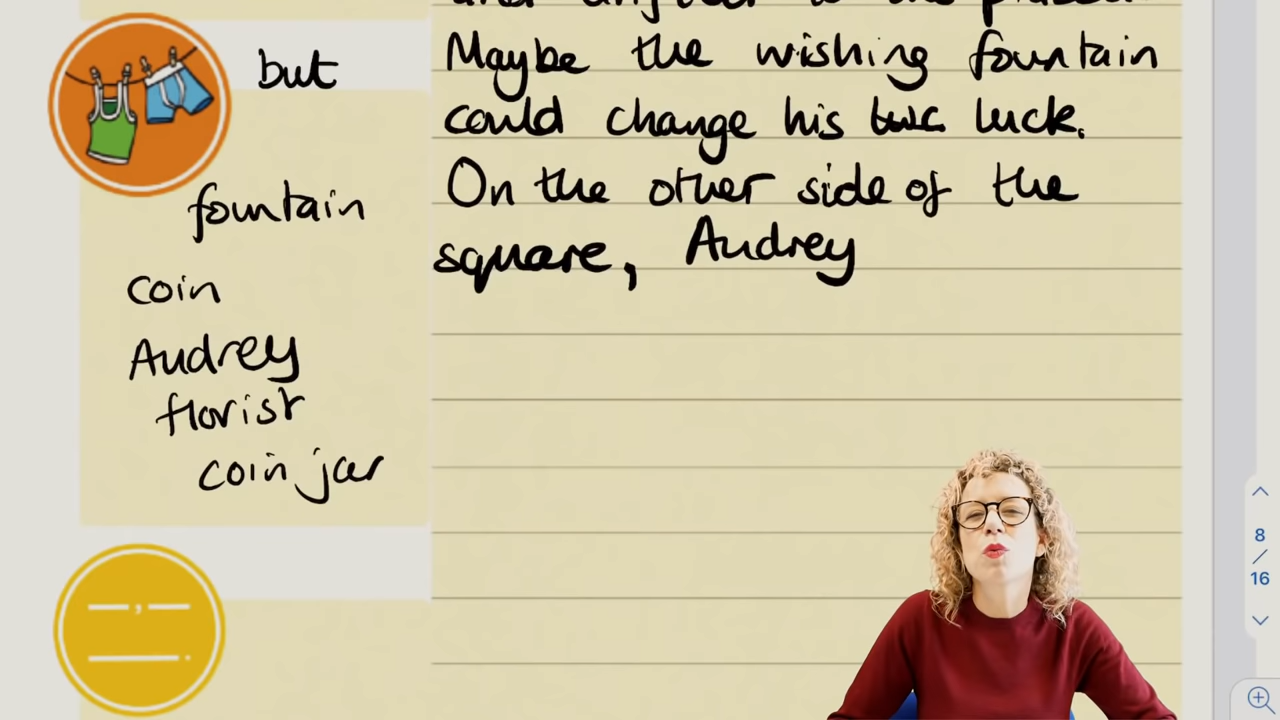 but
fountain
coin
Audrey
florist
coin jar
Maybe the wishing fountain
could change his luck.
On the other side of the
square, Audrey
8
/
16